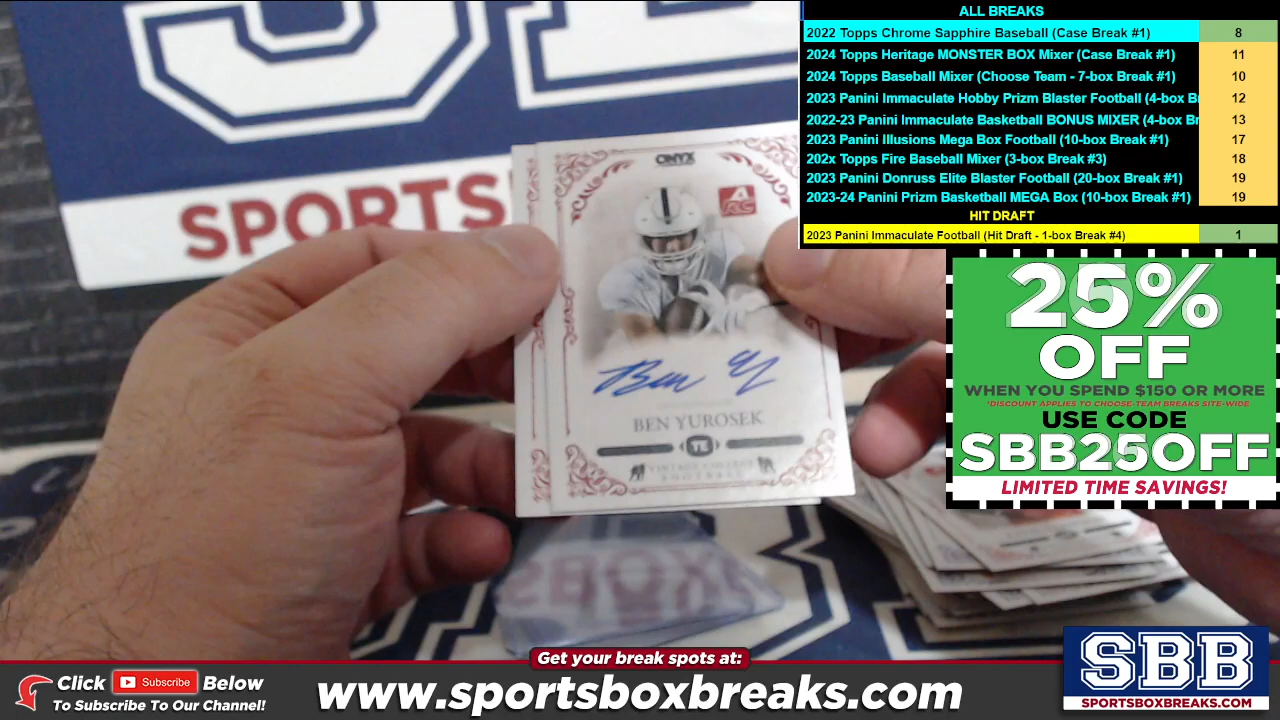 ALL BREAKS
2022 Topps Chrome Sapphire Baseball (Case Break #1) 8
2024 Topps Heritage MONSTER BOX Mixer (Case Break #1) 11
2024 Topps Baseball Mixer (Choose Team - 7-box Break #1) 10
2023 Panini Immaculate Hobby Prizm Blaster Football (4-box Br 12
2022-23 Panini Immaculate Basketball BONUS MIXER (4-box Br 13
2023 Panini Illusions Mega Box Football (10-box Break #1) 17
202x Topps Fire Baseball Mixer (3-box Break #3) 18
2023 Panini Donruss Elite Blaster Football (20-box Break #1) 19
2023-24 Panini Prizm Basketball MEGA Box (10-box Break #1) 19
HIT DRAFT
2023 Panini Immaculate Football (Hit Draft - 1-box Break #4) 1
SPORTS
ONYX
A
RC
Ben Y
BEN YUROSEK
TE
VINTAGE COLLEGE
FOOTBALL
SBOX
25%
OFF
WHEN YOU SPEND $150 OR MORE
*DISCOUNT APPLIES TO CHOOSE-TEAM BREAKS SITE-WIDE
USE CODE
SBB25OFF
LIMITED TIME SAVINGS!
Get your break spots at:
Click Subscribe Below
To Subscribe To Our Channel!
www.sportsboxbreaks.com
SBB
SPORTSBOXBREAKS.COM